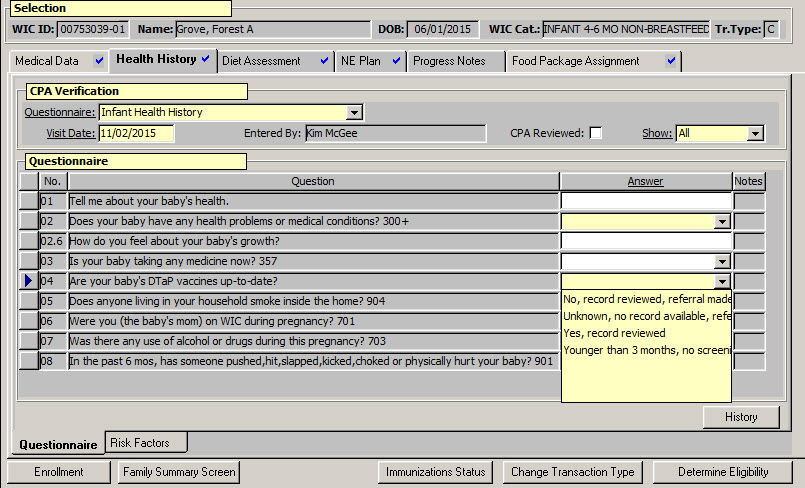 Selection
WIC ID: 00753039-01 Name: Grove, Forest A DOB: 06/01/2015 WIC Cat.: INFANT 4-6 MO NON-BREASTFEED Tr.Type: C
Medical Data Health History Diet Assessment NE Plan Progress Notes Food Package Assignment
CPA Verification
Questionnaire: Infant Health History
Visit Date: 11/02/2015 Entered By: Kim McGee CPA Reviewed: Show: All
Questionnaire
No. Question Answer Notes
01 Tell me about your baby's health.
02 Does your baby have any health problems or medical conditions? 300+
02.6 How do you feel about your baby's growth?
03 Is your baby taking any medicine now? 357
04 Are your baby's DTaP vaccines up-to-date?
05 Does anyone living in your household smoke inside the home? 904
06 Were you (the baby's mom) on WIC during pregnancy? 701
07 Was there any use of alcohol or drugs during this pregnancy? 703
08 In the past 6 mos, has someone pushed,hit,slapped,kicked,choked or physically hurt your baby? 901
No, record reviewed, referral made
Unknown, no record available, refe
Yes, record reviewed
Younger than 3 months, no screeni
History
Questionnaire Risk Factors
Enrollment Family Summary Screen Immunizations Status Change Transaction Type Determine Eligibility